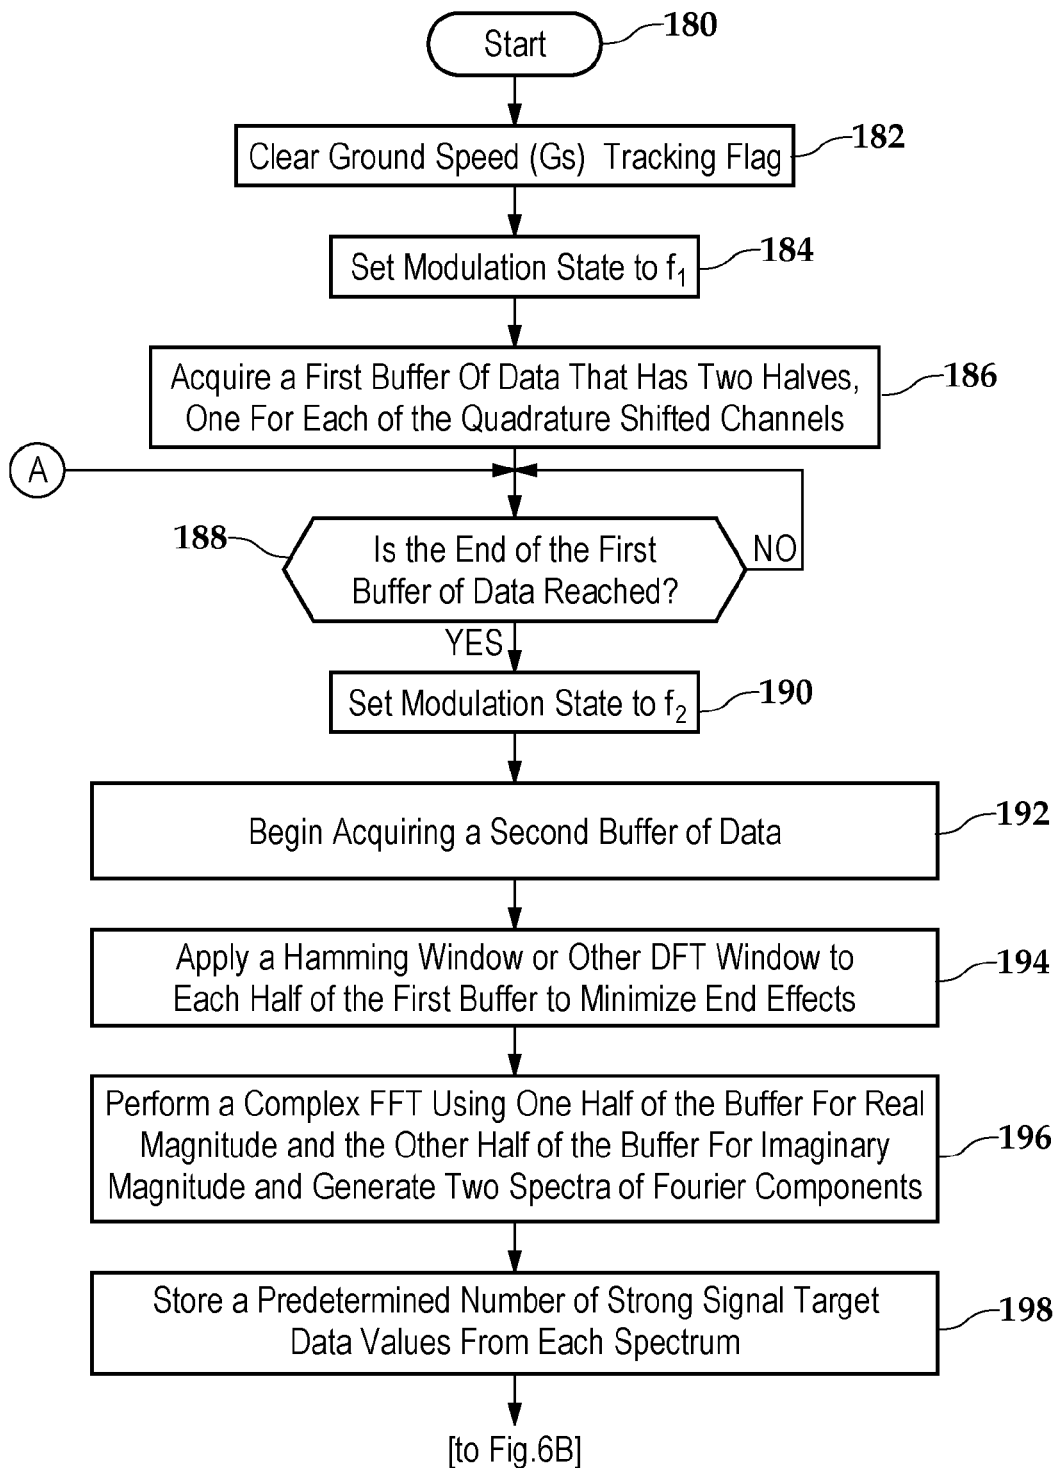 Start
180
Clear Ground Speed (Gs) Tracking Flag
182
Set Modulation State to f1
184
Acquire a First Buffer Of Data That Has Two Halves,
One For Each of the Quadrature Shifted Channels
186
A
188
Is the End of the First
Buffer of Data Reached?
NO
YES
Set Modulation State to f2
190
Begin Acquiring a Second Buffer of Data
192
Apply a Hamming Window or Other DFT Window to
Each Half of the First Buffer to Minimize End Effects
194
Perform a Complex FFT Using One Half of the Buffer For Real
Magnitude and the Other Half of the Buffer For Imaginary
Magnitude and Generate Two Spectra of Fourier Components
196
Store a Predetermined Number of Strong Signal Target
Data Values From Each Spectrum
198
[to Fig.6B]